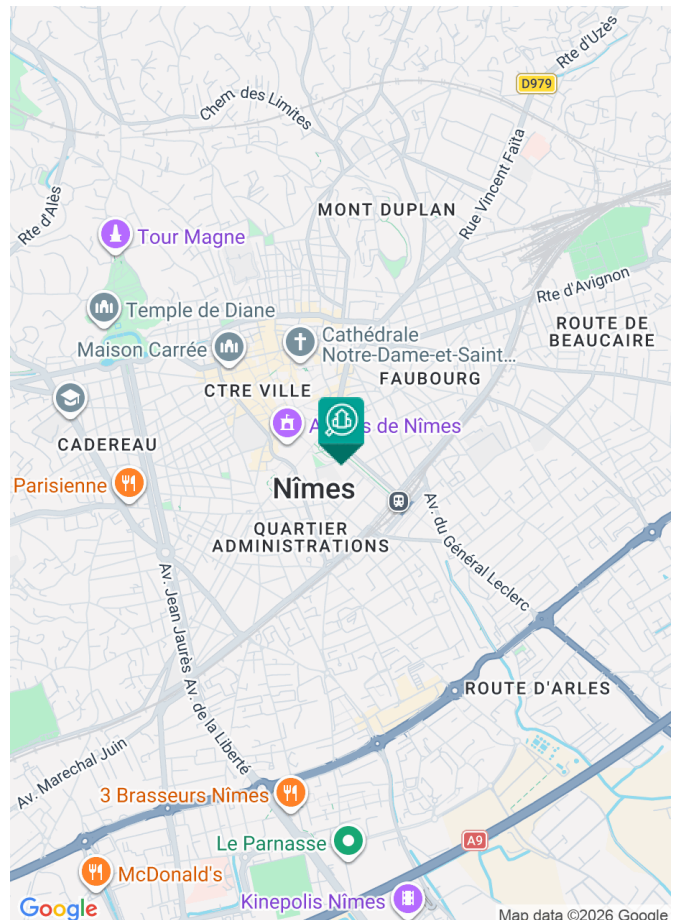 Rte d'Uzès
D979
Chem. des Limites
Rue Vincent Faïta
Rte d'Alès
MONT DUPLAN
Tour Magne
Rte d'Avignon
Temple de Diane
ROUTE DE
BEAUCAIRE
Maison Carrée
Cathédrale
Notre-Dame-et-Saint...
CTRE VILLE
FAUBOURG
de Nîmes
CADEREAU
Parisienne
Nîmes
QUARTIER
ADMINISTRATIONS
Av. du Général Leclerc
Av. Jean Jaurès
Av. de la Liberté
ROUTE D'ARLES
Av. Marechal Juin
3 Brasseurs Nîmes
Le Parnasse
A9
McDonald's
Kinepolis Nîmes
Google
Map data ©2026 Google